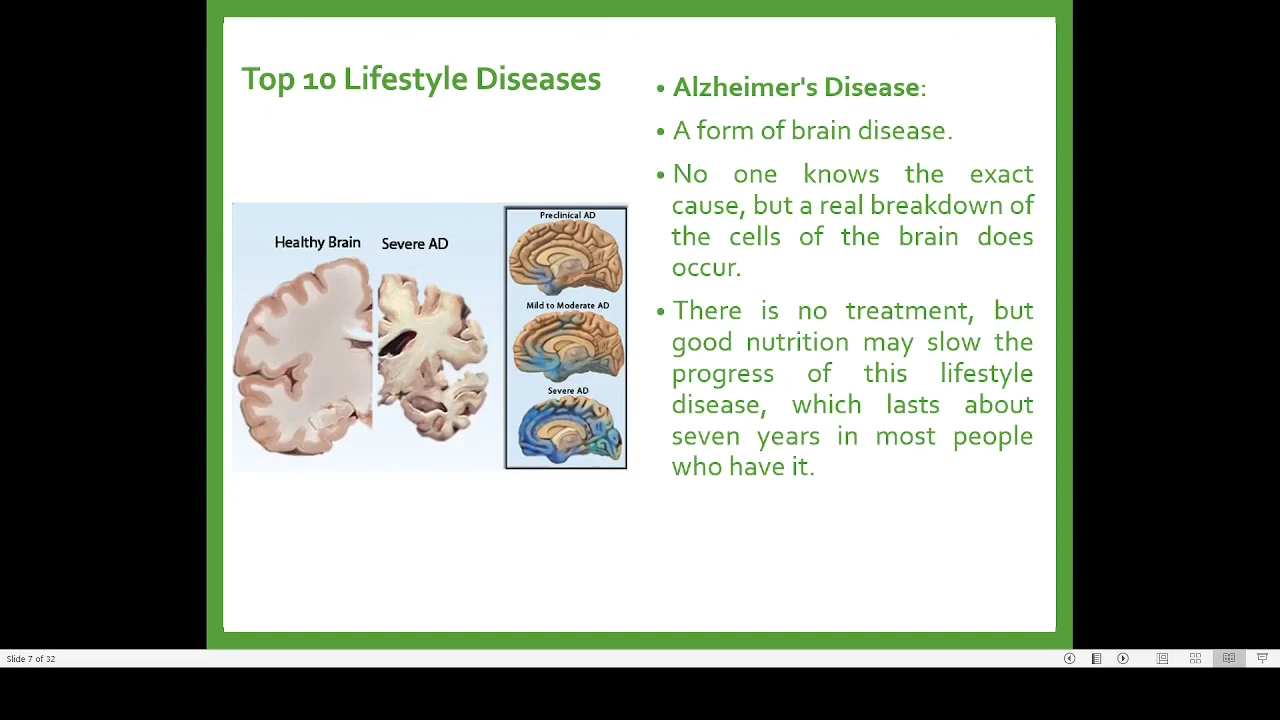 Top 10 Lifestyle Diseases
Healthy Brain
Severe AD
Preclinical AD
Mild to Moderate AD
Severe AD
• Alzheimer's Disease:
• A form of brain disease.
• No one knows the exact
cause, but a real breakdown of
the cells of the brain does
occur.
• There is no treatment, but
good nutrition may slow the
progress of this lifestyle
disease, which lasts about
seven years in most people
who have it.
Slide 7 of 32